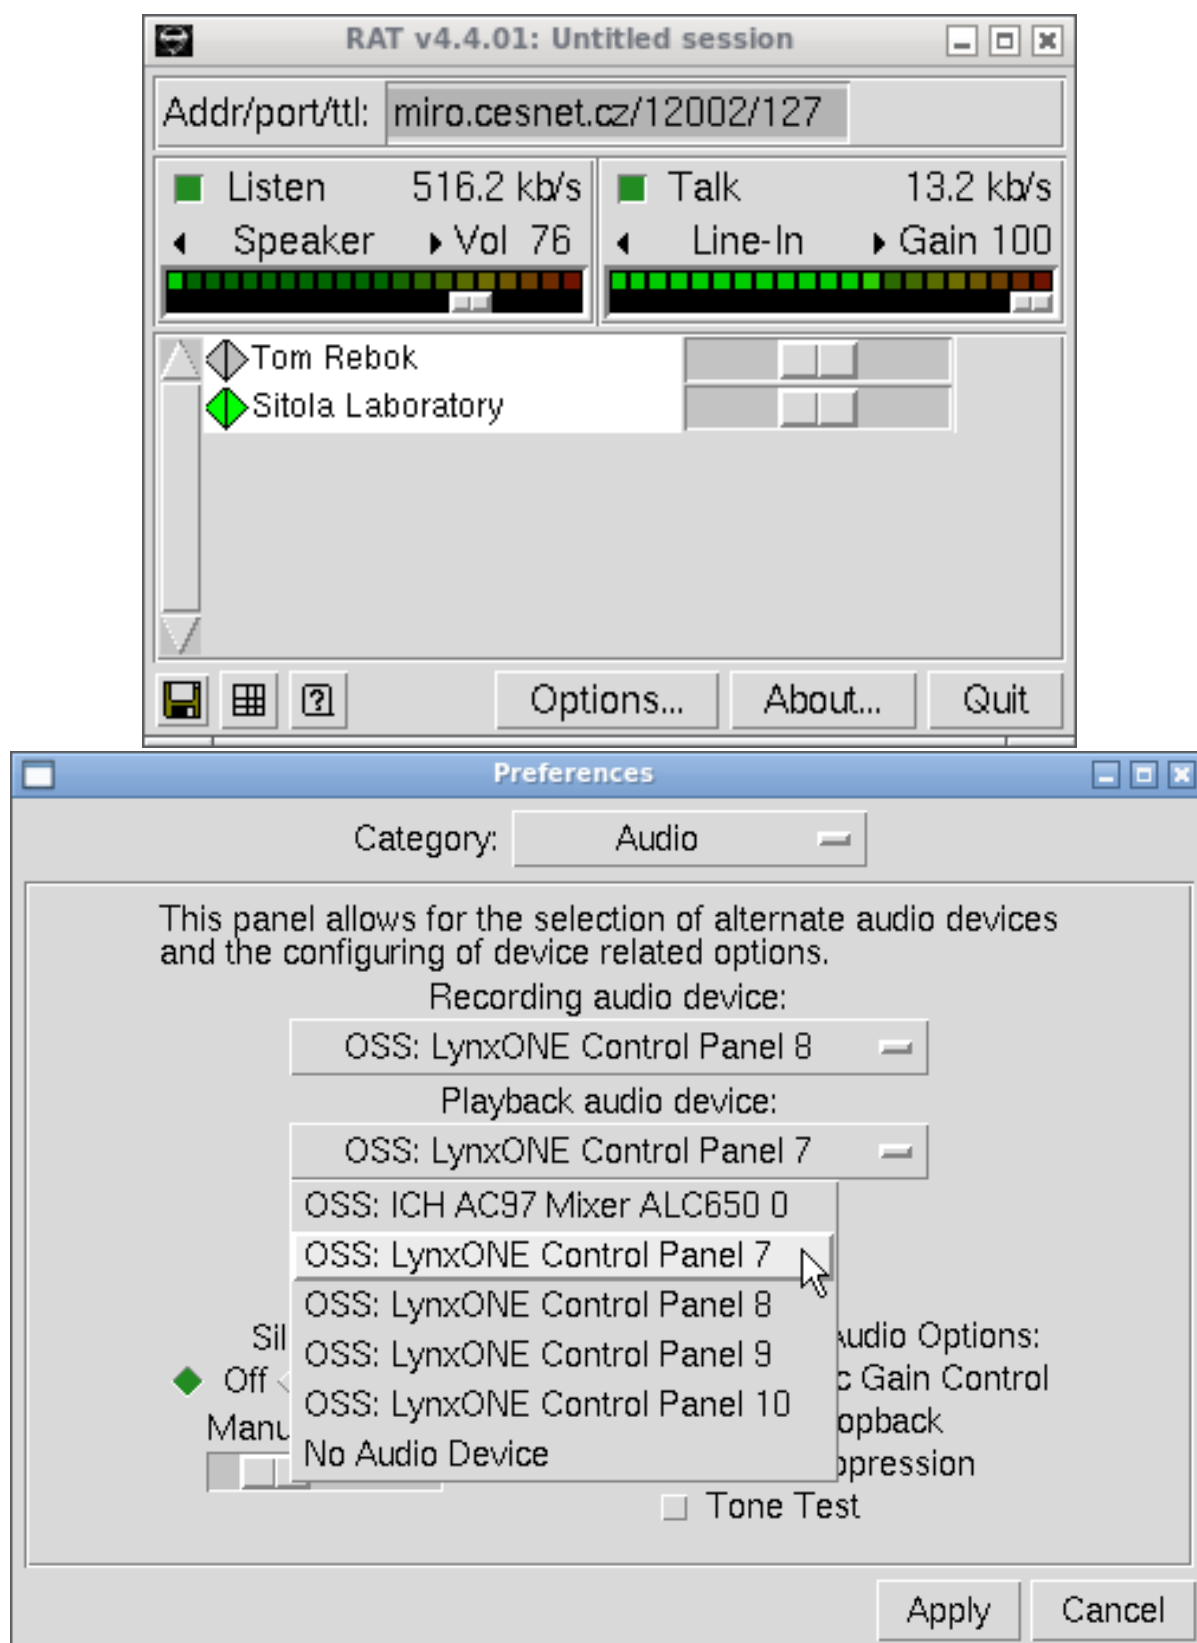 RAT v4.4.01: Untitled session
Addr/port/ttl: miro.cesnet.cz/12002/127
Listen 516.2 kb/s Talk 13.2 kb/s
Speaker Vol 76 Line-In Gain 100
Tom Rebok
Sitola Laboratory
Options... About... Quit
Preferences
Category: Audio
This panel allows for the selection of alternate audio devices
and the configuring of device related options.
Recording audio device:
OSS: LynxONE Control Panel 8
Playback audio device:
OSS: LynxONE Control Panel 7
OSS: ICH AC97 Mixer ALC650 0
OSS: LynxONE Control Panel 7
OSS: LynxONE Control Panel 8
Sil Audio Options:
OSS: LynxONE Control Panel 9
Off c Gain Control
OSS: LynxONE Control Panel 10
Manu opback
No Audio Device
ppression
Tone Test
Apply Cancel